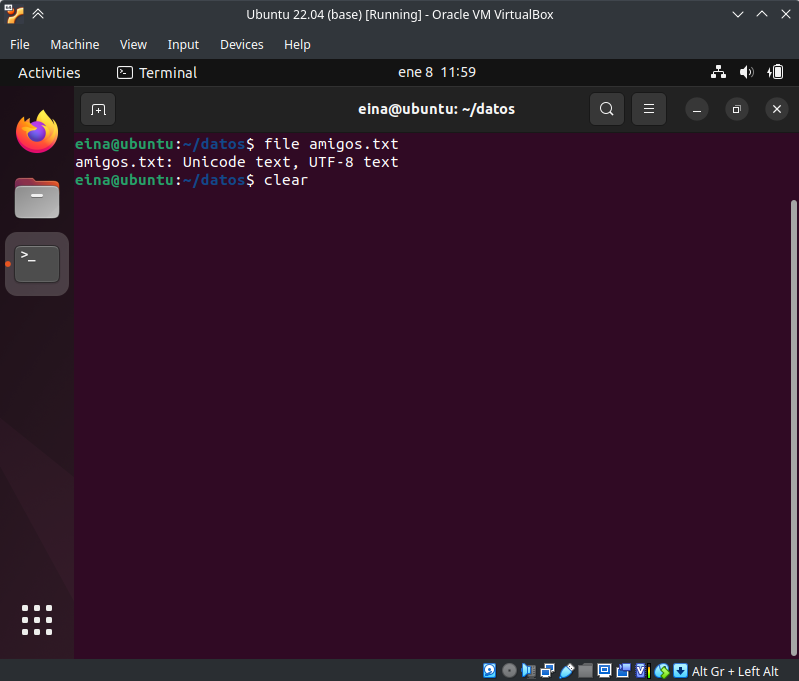 Ubuntu 22.04 (base) [Running] - Oracle VM VirtualBox
File Machine View Input Devices Help
Activities Terminal ene 8 11:59
eina@ubuntu: ~/datos
eina@ubuntu:~/datos$ file amigos.txt
amigos.txt: Unicode text, UTF-8 text
eina@ubuntu:~/datos$ clear
>_
Alt Gr + Left Alt